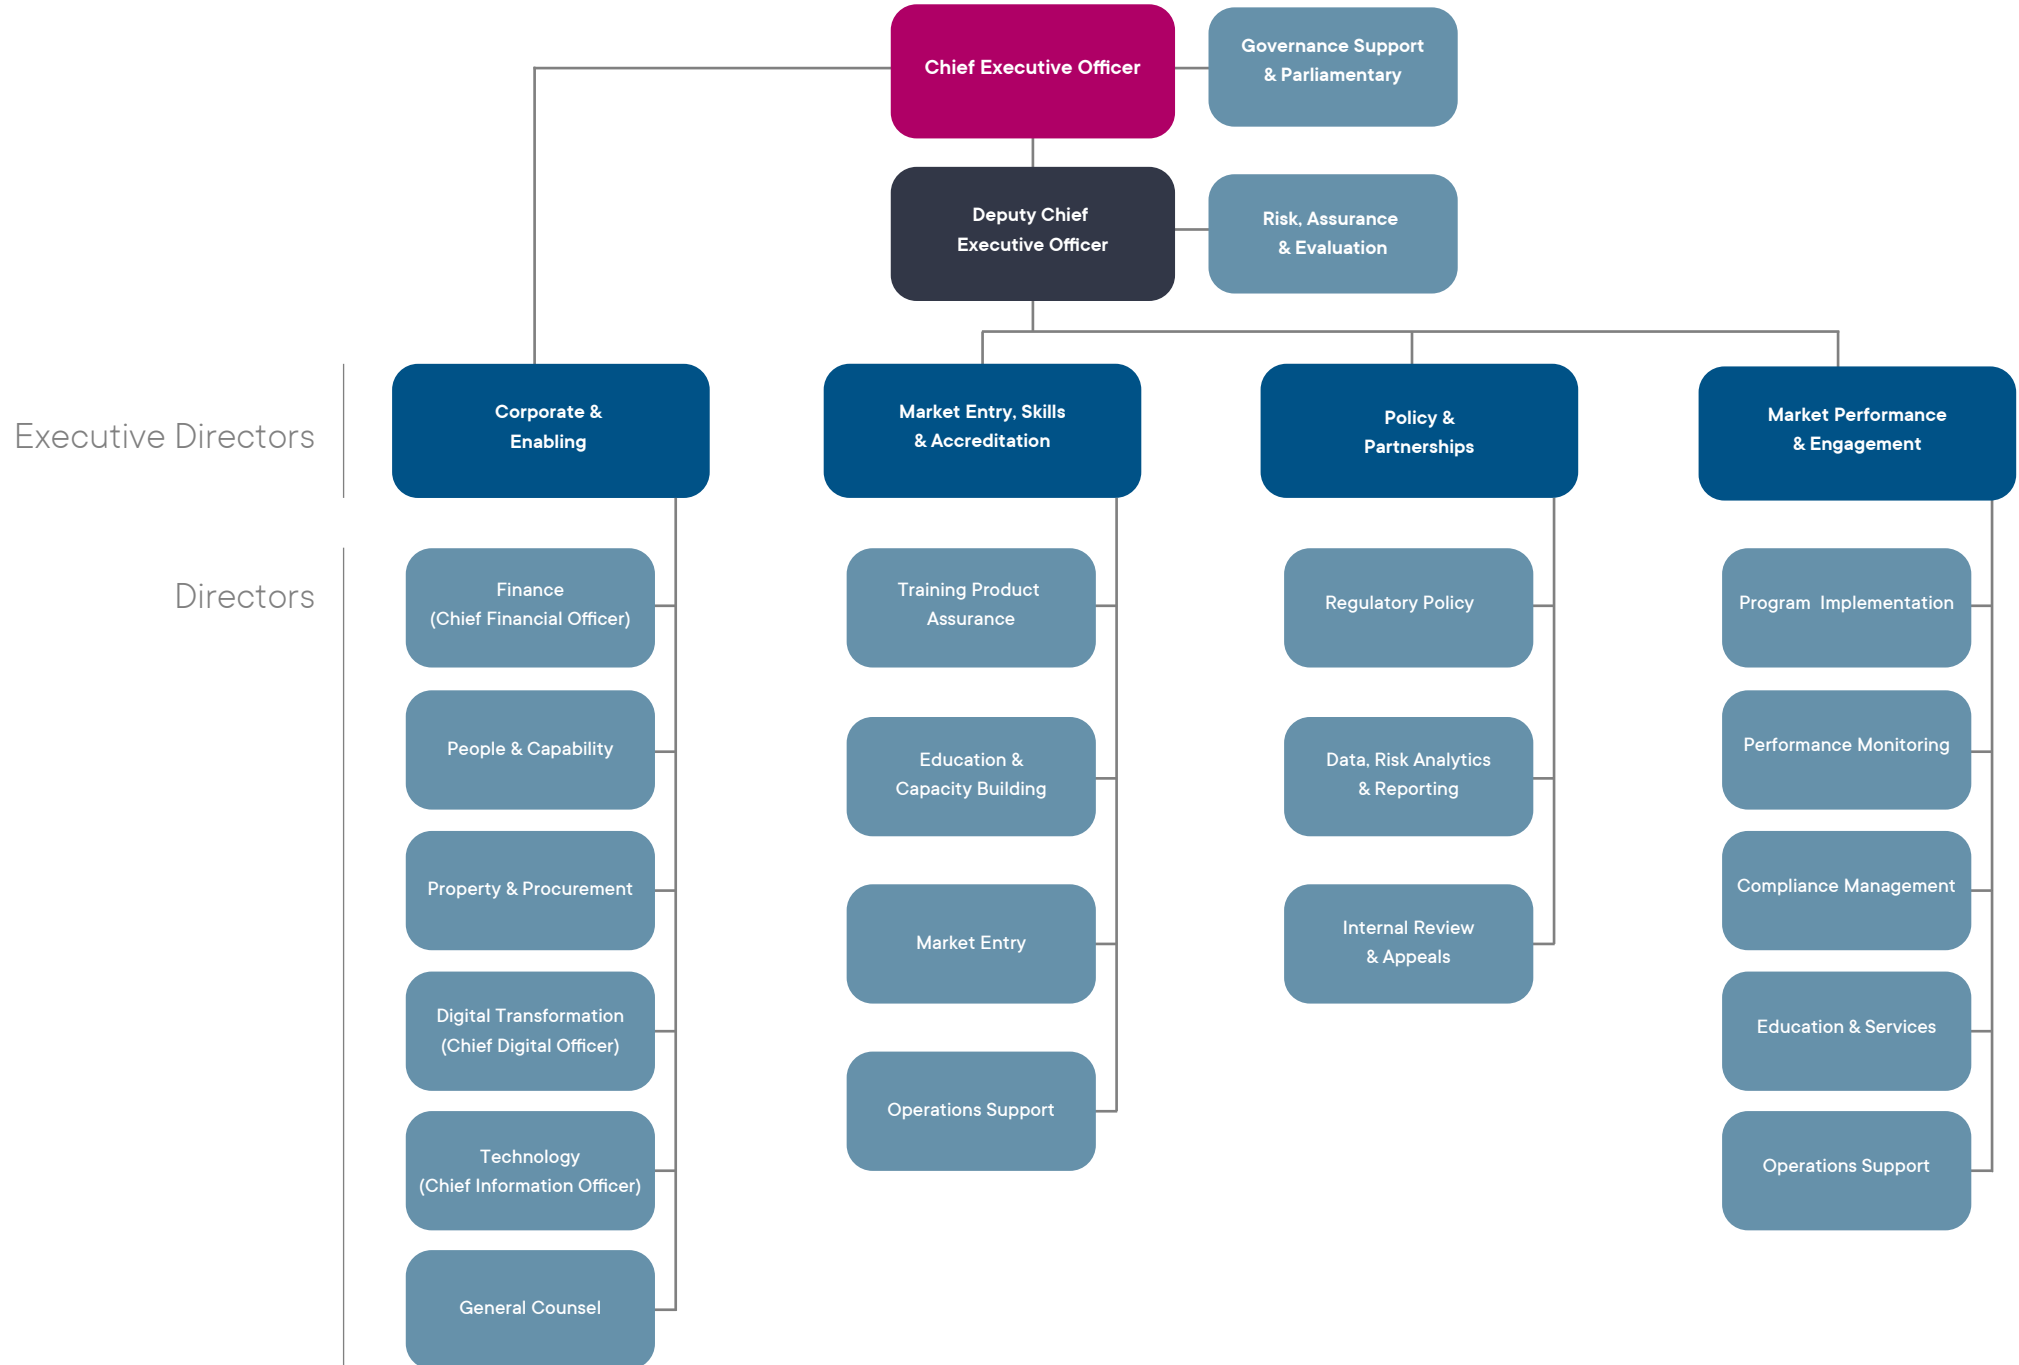 Chief Executive Officer
Governance Support
& Parliamentary
Deputy Chief
Executive Officer
Risk, Assurance
& Evaluation
Executive Directors
Corporate &
Enabling
Market Entry, Skills
& Accreditation
Policy &
Partnerships
Market Performance
& Engagement
Directors
Finance
(Chief Financial Officer)
People & Capability
Property & Procurement
Digital Transformation
(Chief Digital Officer)
Technology
(Chief Information Officer)
General Counsel
Training Product
Assurance
Education &
Capacity Building
Market Entry
Operations Support
Regulatory Policy
Data, Risk Analytics
& Reporting
Internal Review
& Appeals
Program Implementation
Performance Monitoring
Compliance Management
Education & Services
Operations Support